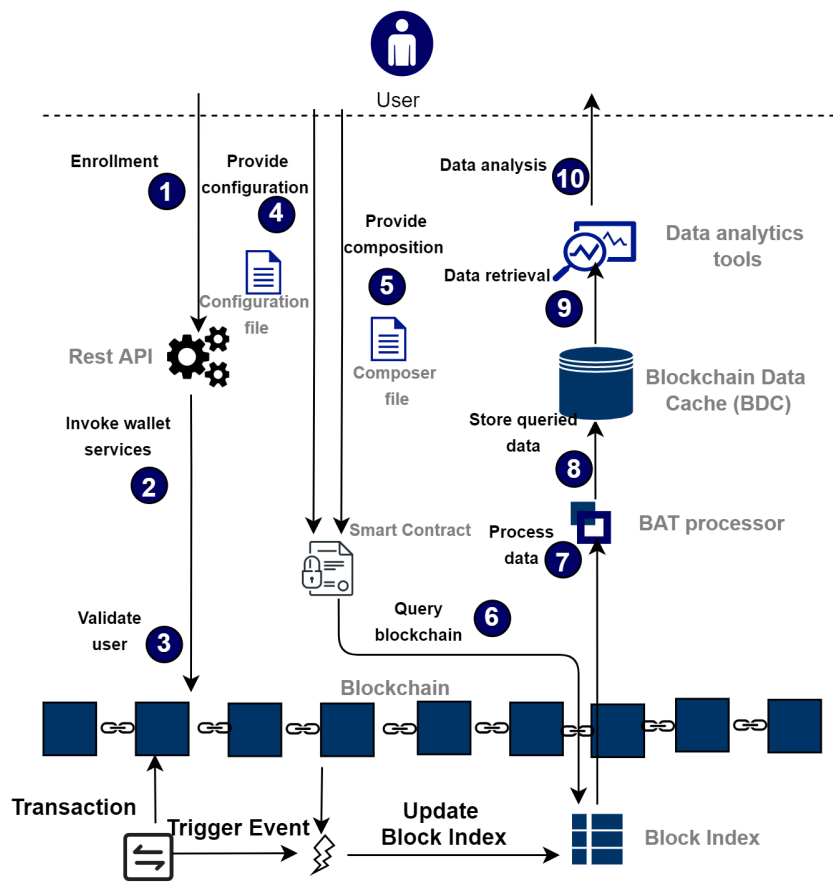 User
Enrollment
1
Provide
configuration
4
Configuration
file
Provide
composition
5
Composer
file
Data analysis
10
Data analytics
tools
Data retrieval
9
Rest API
Blockchain Data
Cache (BDC)
Invoke wallet
services
2
Store queried
data
8
Smart Contract
BAT processor
Process
data
7
Validate
user
3
Query
blockchain
6
Blockchain
Transaction
Trigger Event
Update
Block Index
Block Index